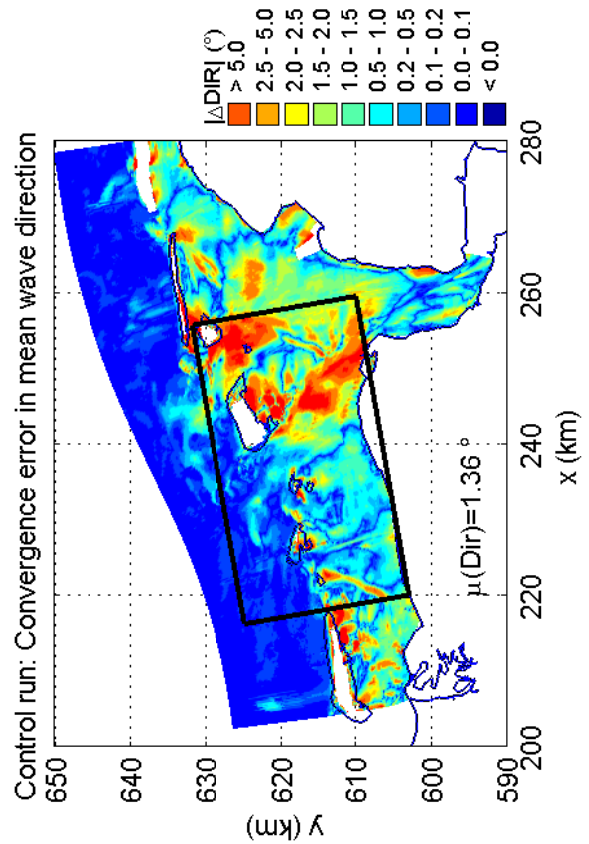 Control run: Convergence error in mean wave direction
650
640
630
620
610
600
590
y (km)
200
220
240
260
280
x (km)
μ(Dir)=1.36 °
|△DIR| (°)
> 5.0
2.5 - 5.0
2.0 - 2.5
1.5 - 2.0
1.0 - 1.5
0.5 - 1.0
0.2 - 0.5
0.1 - 0.2
0.0 - 0.1
< 0.0